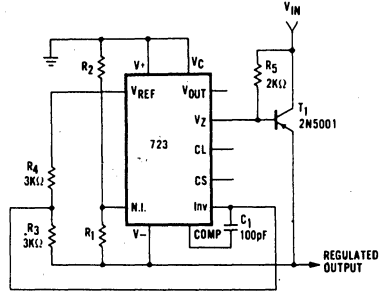 VIN
V+
VC
R2
R5
2KΩ
VREF
VOUT
T1
2N5001
723
VZ
R4
3KΩ
CL
CS
N.I.
Inv
C1
100pF
R3
3KΩ
R1
V−
COMP
REGULATED
OUTPUT